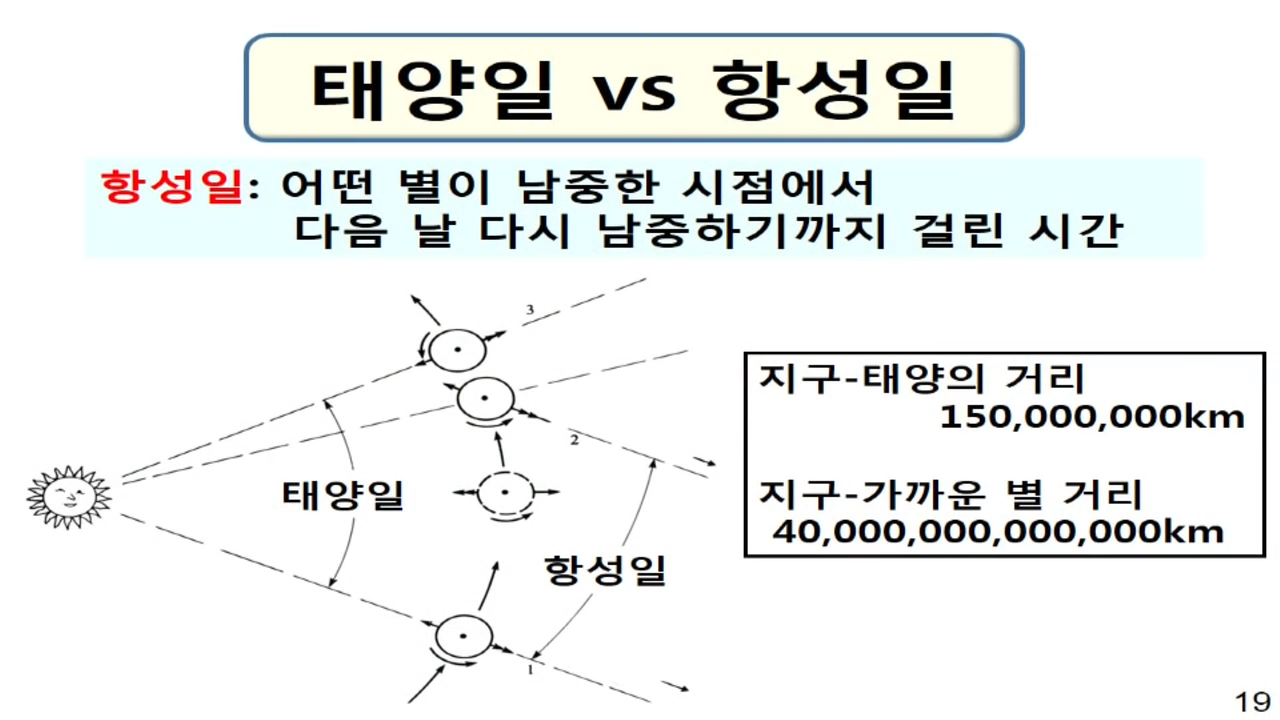 태양일 vs 항성일
항성일: 어떤 별이 남중한 시점에서
다음 날 다시 남중하기까지 걸린 시간
3
2
태양일
항성일
1
지구-태양의 거리
150,000,000km
지구-가까운 별 거리
40,000,000,000,000km
19